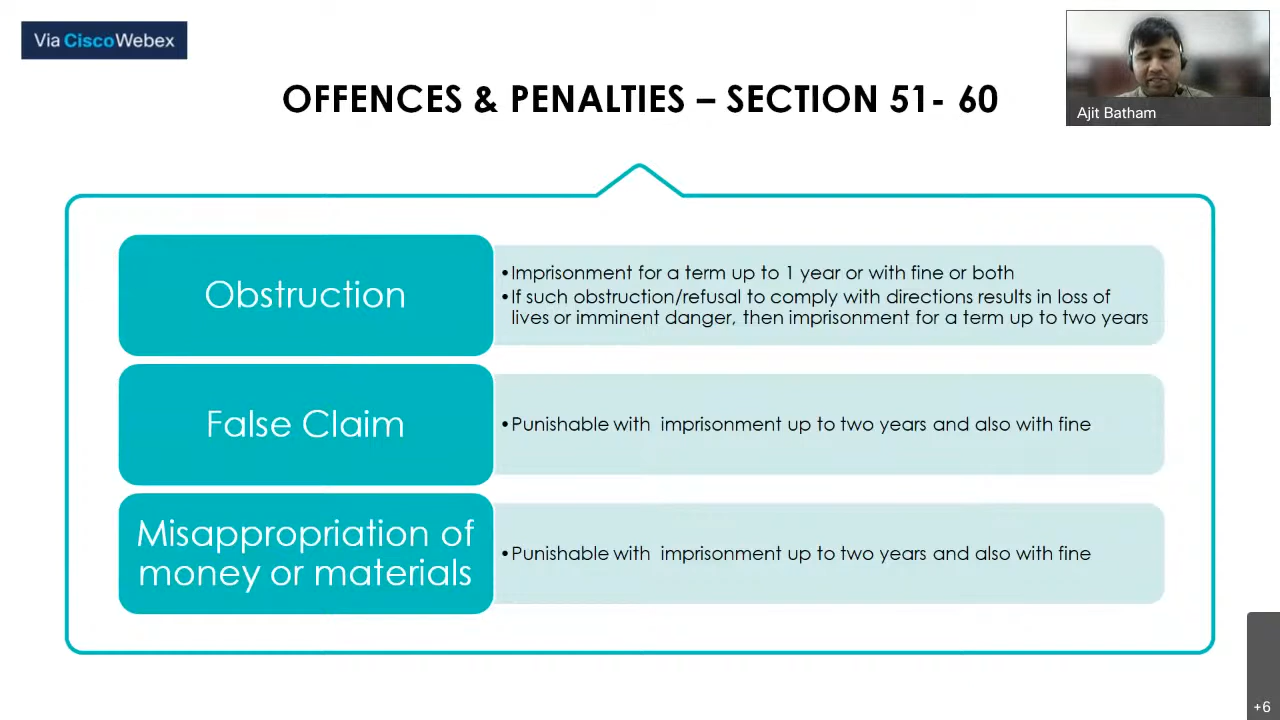 Via CiscoWebex
OFFENCES & PENALTIES – SECTION 51- 60
Ajit Batham
Obstruction
•Imprisonment for a term up to 1 year or with fine or both
•If such obstruction/refusal to comply with directions results in loss of
lives or imminent danger, then imprisonment for a term up to two years
False Claim
•Punishable with  imprisonment up to two years and also with fine
Misappropriation of
money or materials
•Punishable with  imprisonment up to two years and also with fine
+6